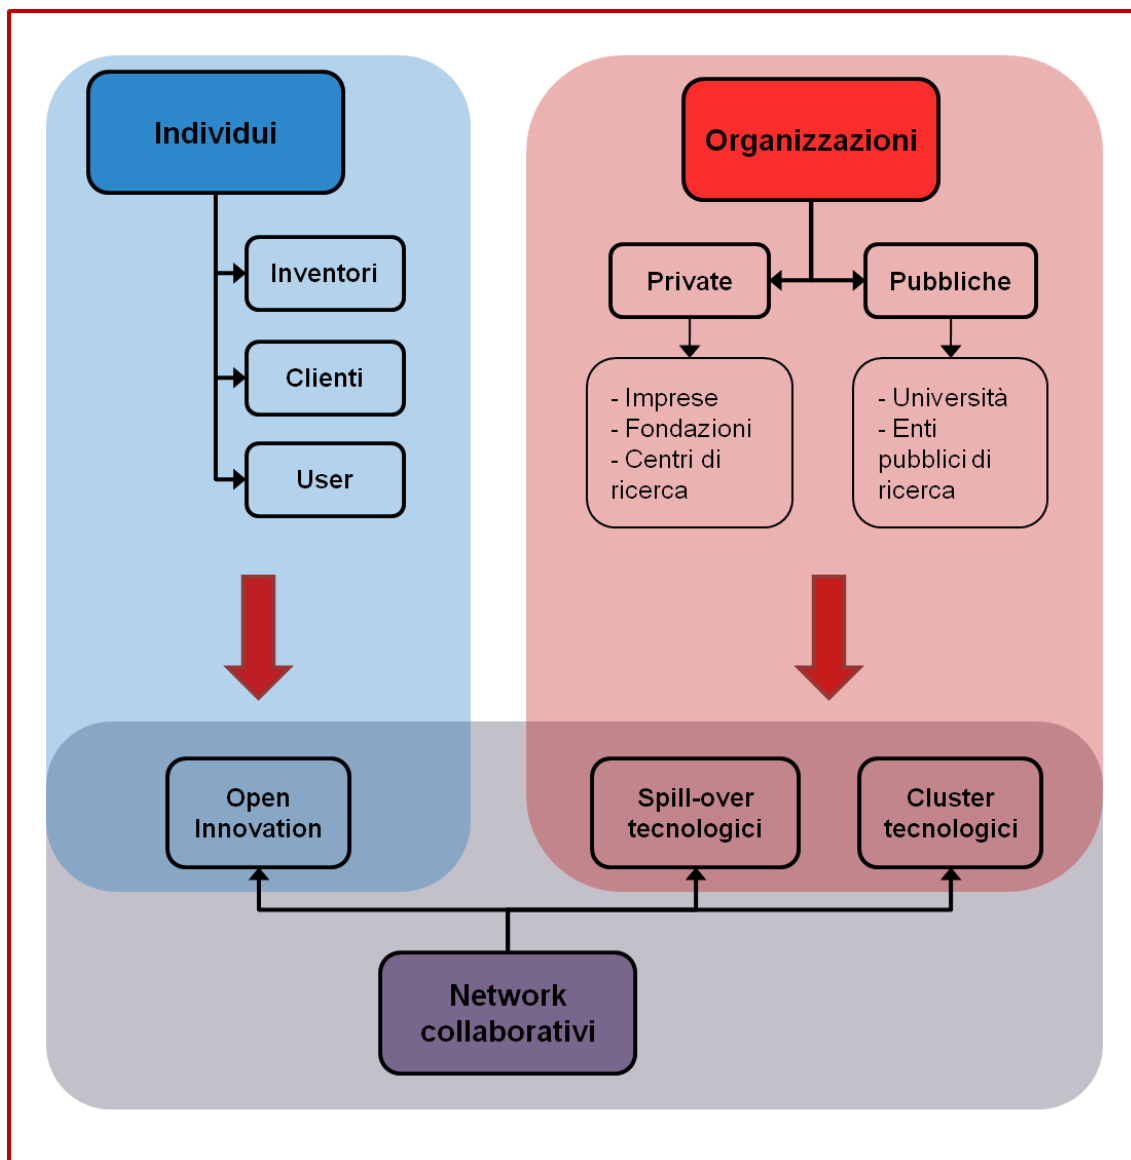 Individui
Inventori
Clienti
User
Organizzazioni
Private
Pubbliche
- Imprese
- Fondazioni
- Centri di
ricerca
- Università
- Enti
pubblici di
ricerca
Open
Innovation
Spill-over
tecnologici
Cluster
tecnologici
Network
collaborativi